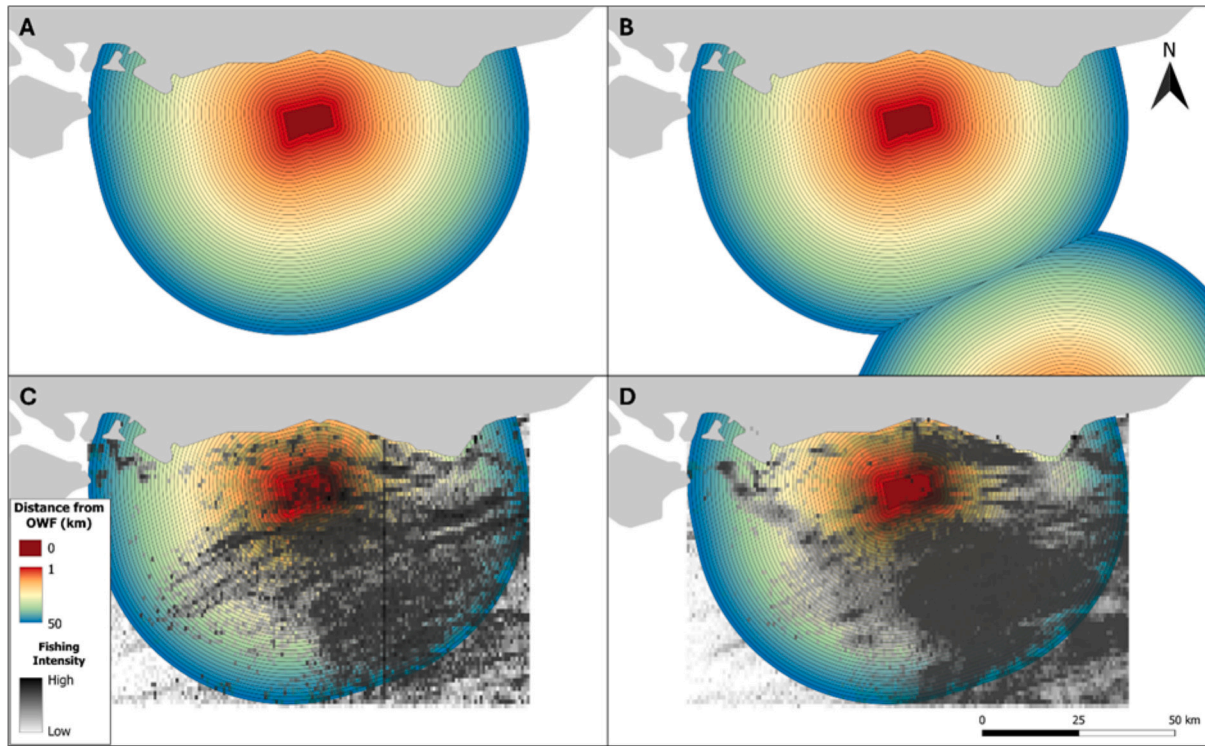 A
B
N
C
D
Distance from
OWF (km)
0
1
50
Fishing
Intensity
High
Low
0 25 50 km